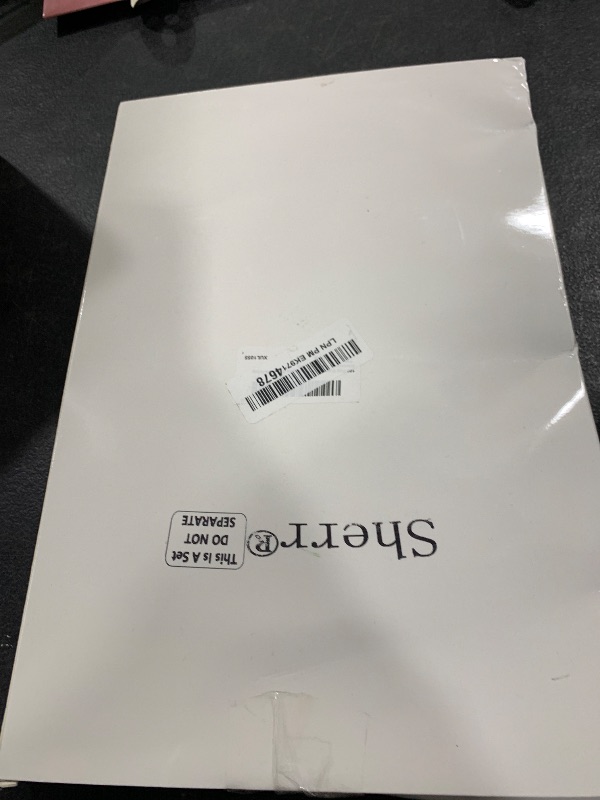 Sherr®
This Is A Set
DO NOT
SEPARATE
LPN PM EK9714678